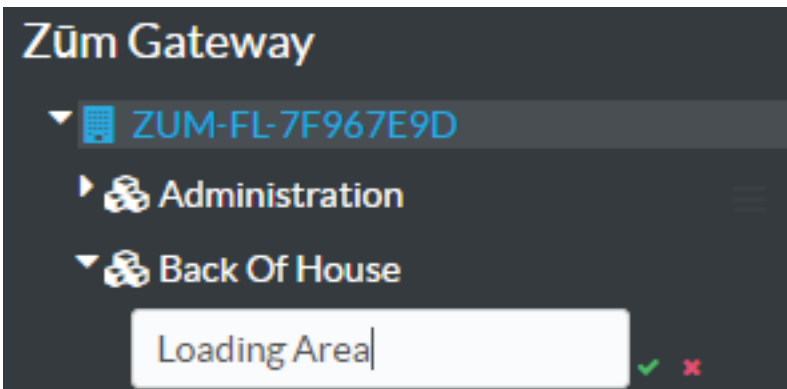 Zūm Gateway
ZUM-FL-7F967E9D
Administration
Back Of House
Loading Area